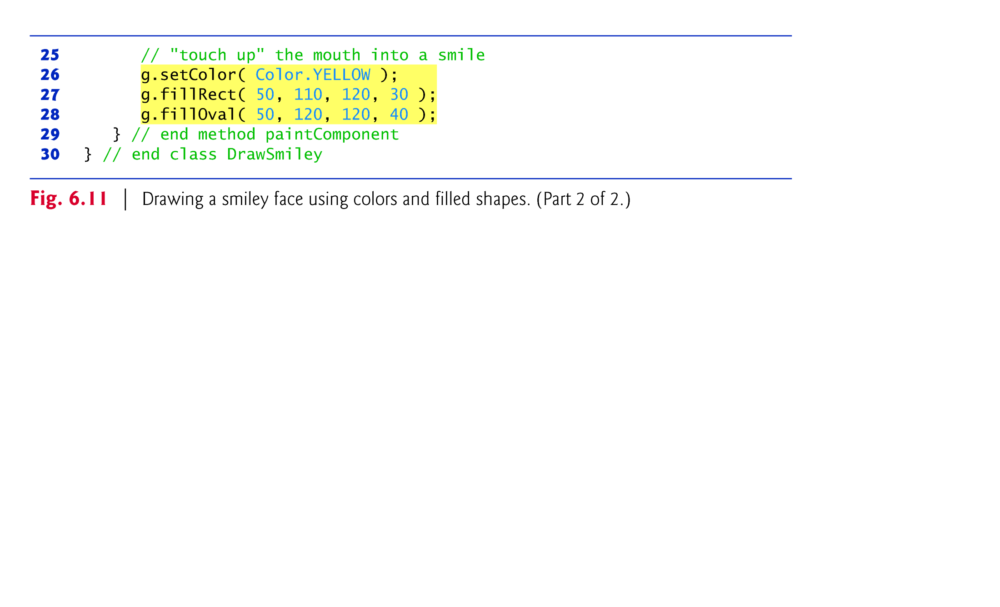 25 // "touch up" the mouth into a smile
26 g.setColor( Color.YELLOW );
27 g.fillRect( 50, 110, 120, 30 );
28 g.fillOval( 50, 120, 120, 40 );
29 } // end method paintComponent
30 } // end class DrawSmiley
Fig. 6.11 | Drawing a smiley face using colors and filled shapes. (Part 2 of 2.)